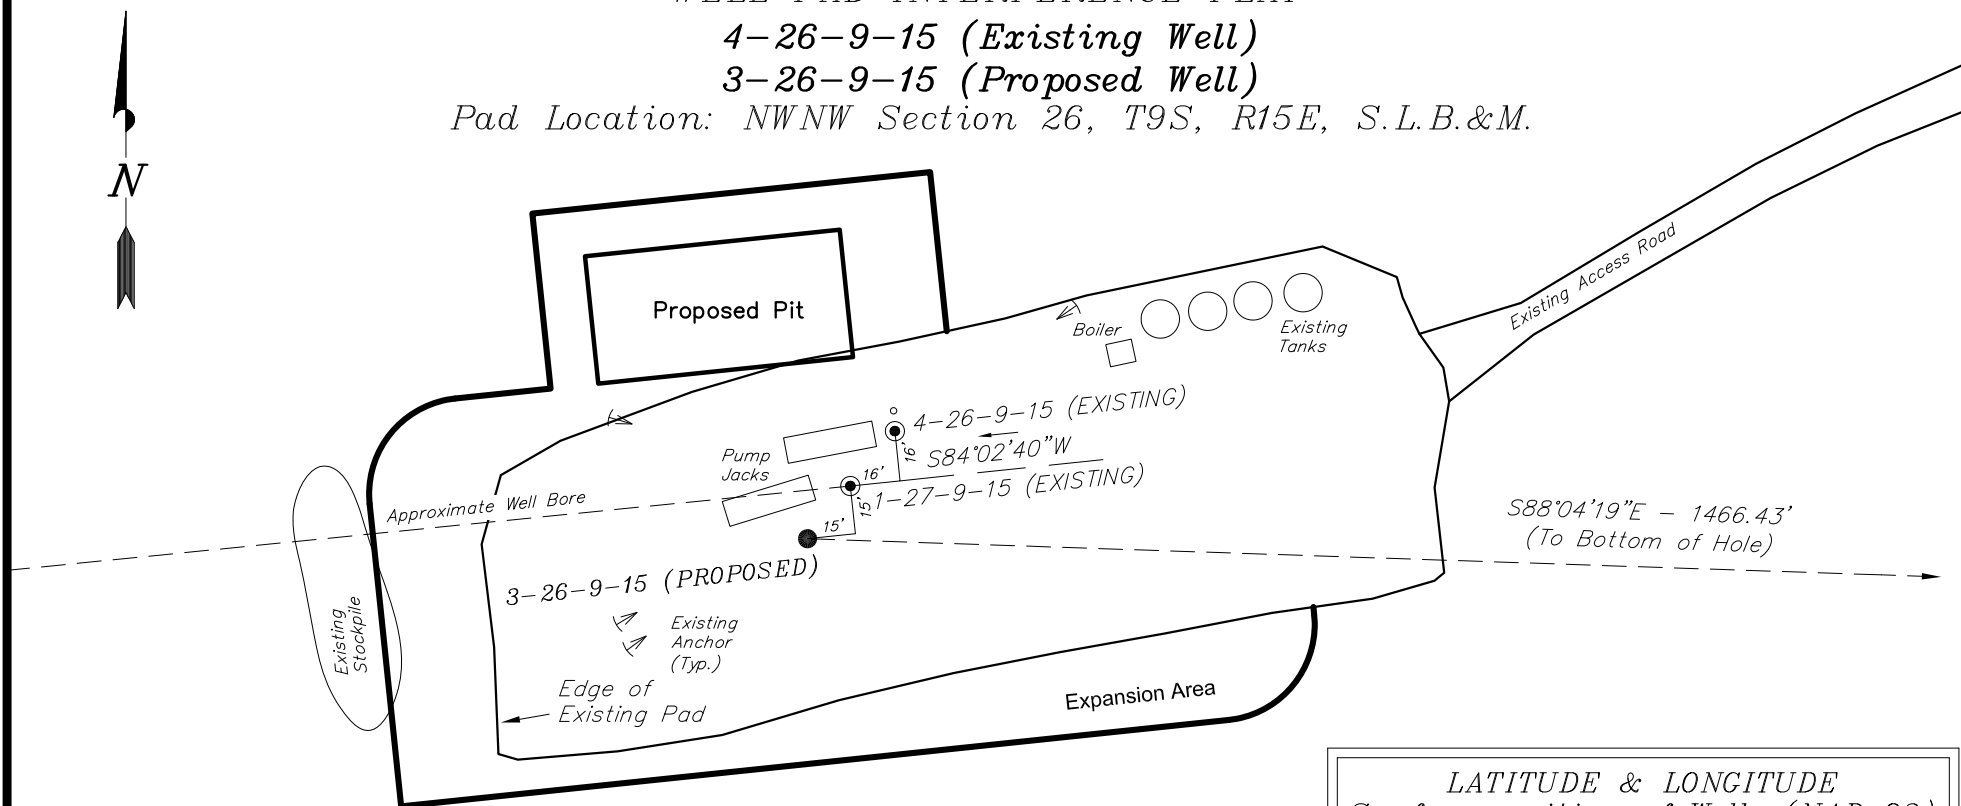 WELL PAD INTERFERENCE PLAT
4-26-9-15 (Existing Well)
3-26-9-15 (Proposed Well)
Pad Location: NWNW Section 26, T9S, R15E, S.L.B.&M.
N
Proposed Pit
Existing Access Road
Boiler
Existing
Tanks
4-26-9-15 (EXISTING)
16'
S84°02'40"W
Pump
Jacks
16'
1-27-9-15 (EXISTING)
15'
15'
Approximate Well Bore
S88°04'19"E - 1466.43'
(To Bottom of Hole)
3-26-9-15 (PROPOSED)
Existing
Stockpile
Existing
Anchor
(Typ.)
Edge of
Existing Pad
Expansion Area
LATITUDE & LONGITUDE